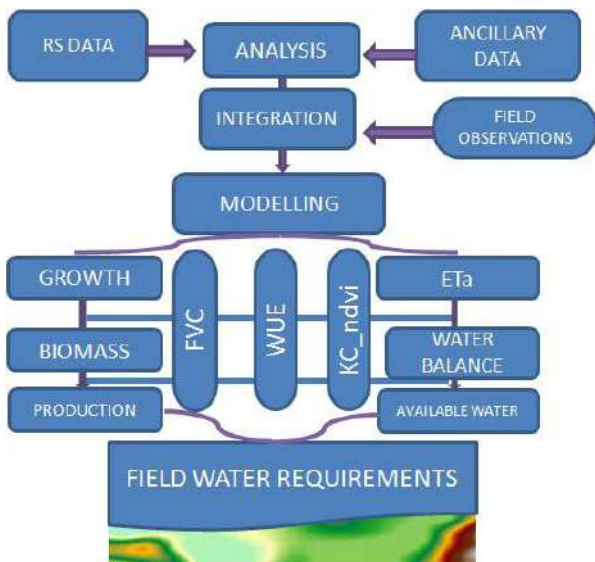 RS DATA
ANALYSIS
ANCILLARY
DATA
INTEGRATION
FIELD
OBSERVATIONS
MODELLING
GROWTH
FVC
WUE
KC_ndvi
ETa
BIOMASS
WATER
BALANCE
PRODUCTION
AVAILABLE WATER
FIELD WATER REQUIREMENTS